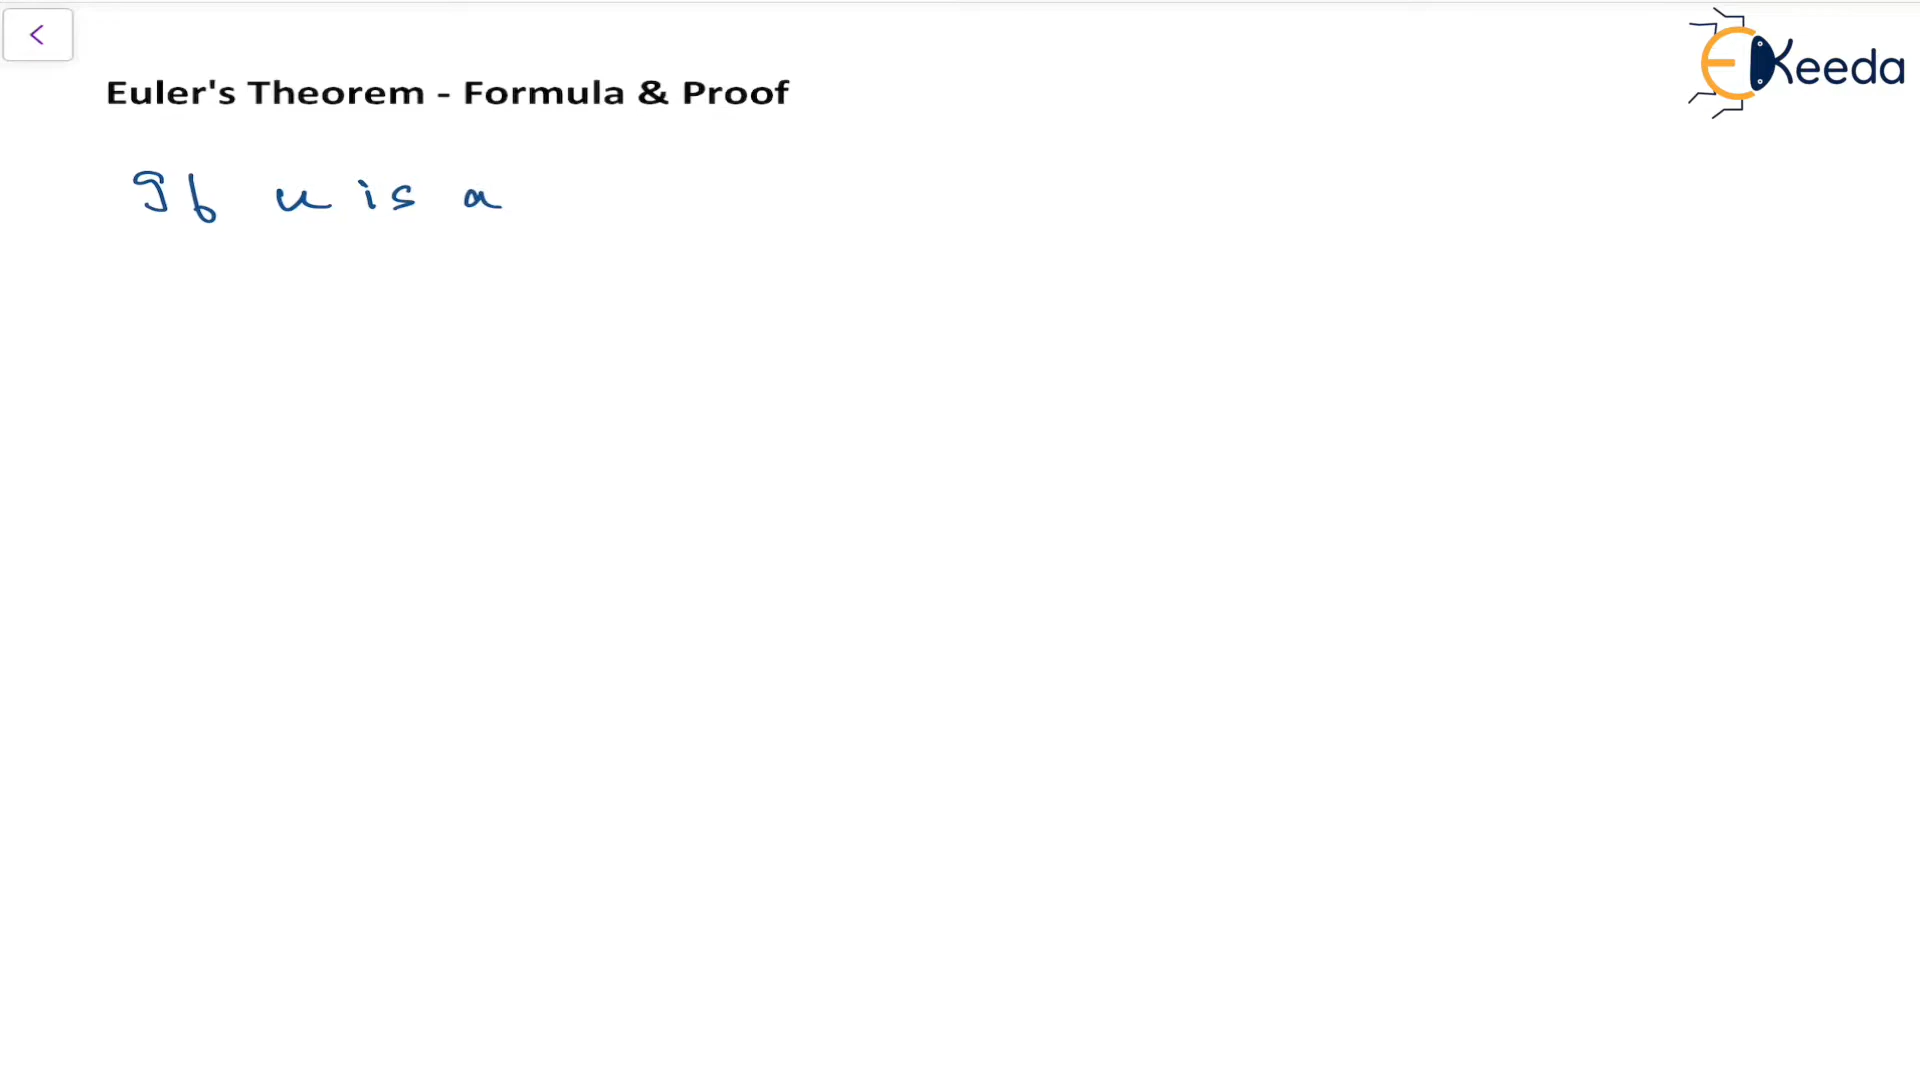 EKeeda
Euler's Theorem - Formula & Proof
If u is a